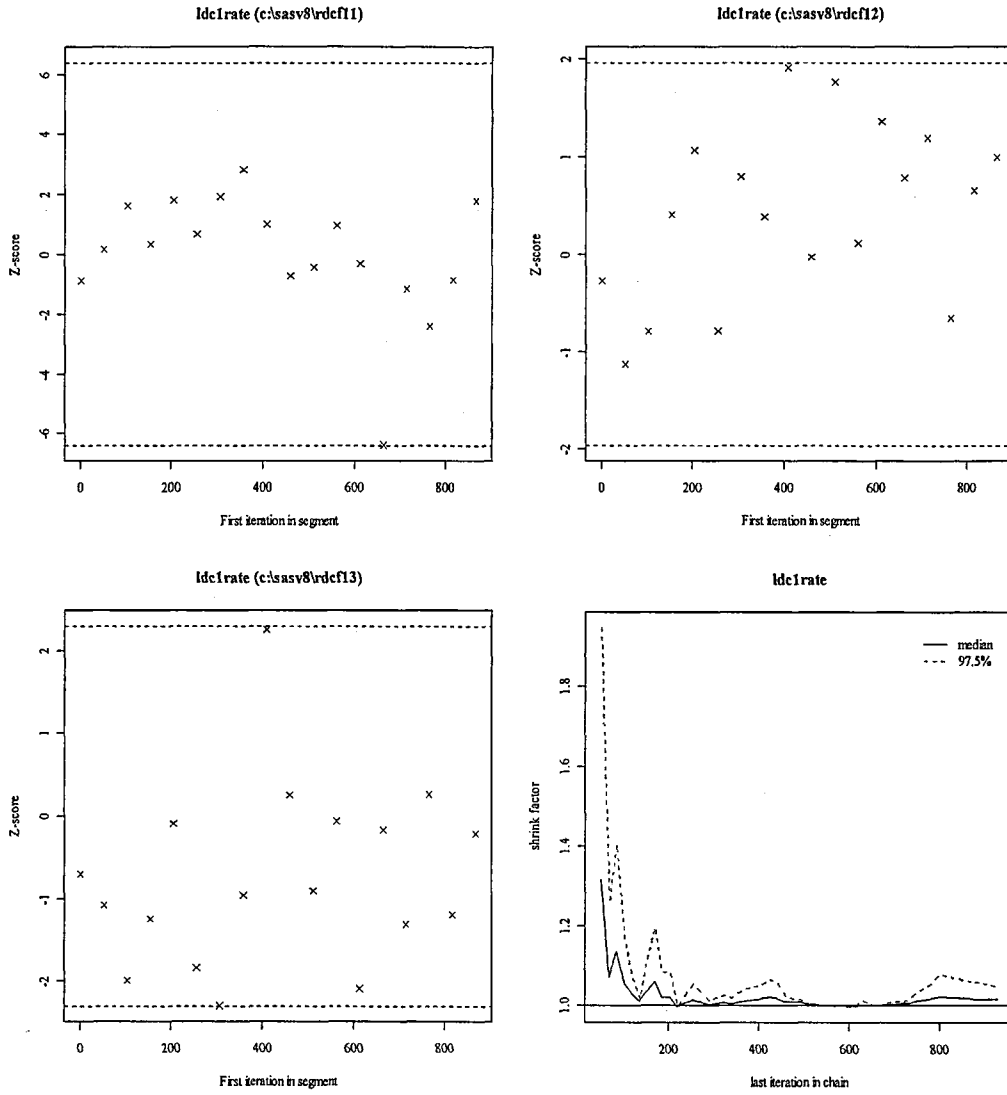 ldc1rate (c:\sasv8\rdcf11)
6
4
2
0
-2
-4
-6
Z-score
0 200 400 600 800
First iteration in segment
ldc1rate (c:\sasv8\rdcf12)
2
1
0
-1
-2
Z-score
0 200 400 600 800
First iteration in segment
ldc1rate (c:\sasv8\rdcf13)
2
1
0
-1
-2
Z-score
0 200 400 600 800
First iteration in segment
ldc1rate
median
97.5%
1.8
1.6
1.4
1.2
1.0
shrink factor
200 400 600 800
last iteration in chain